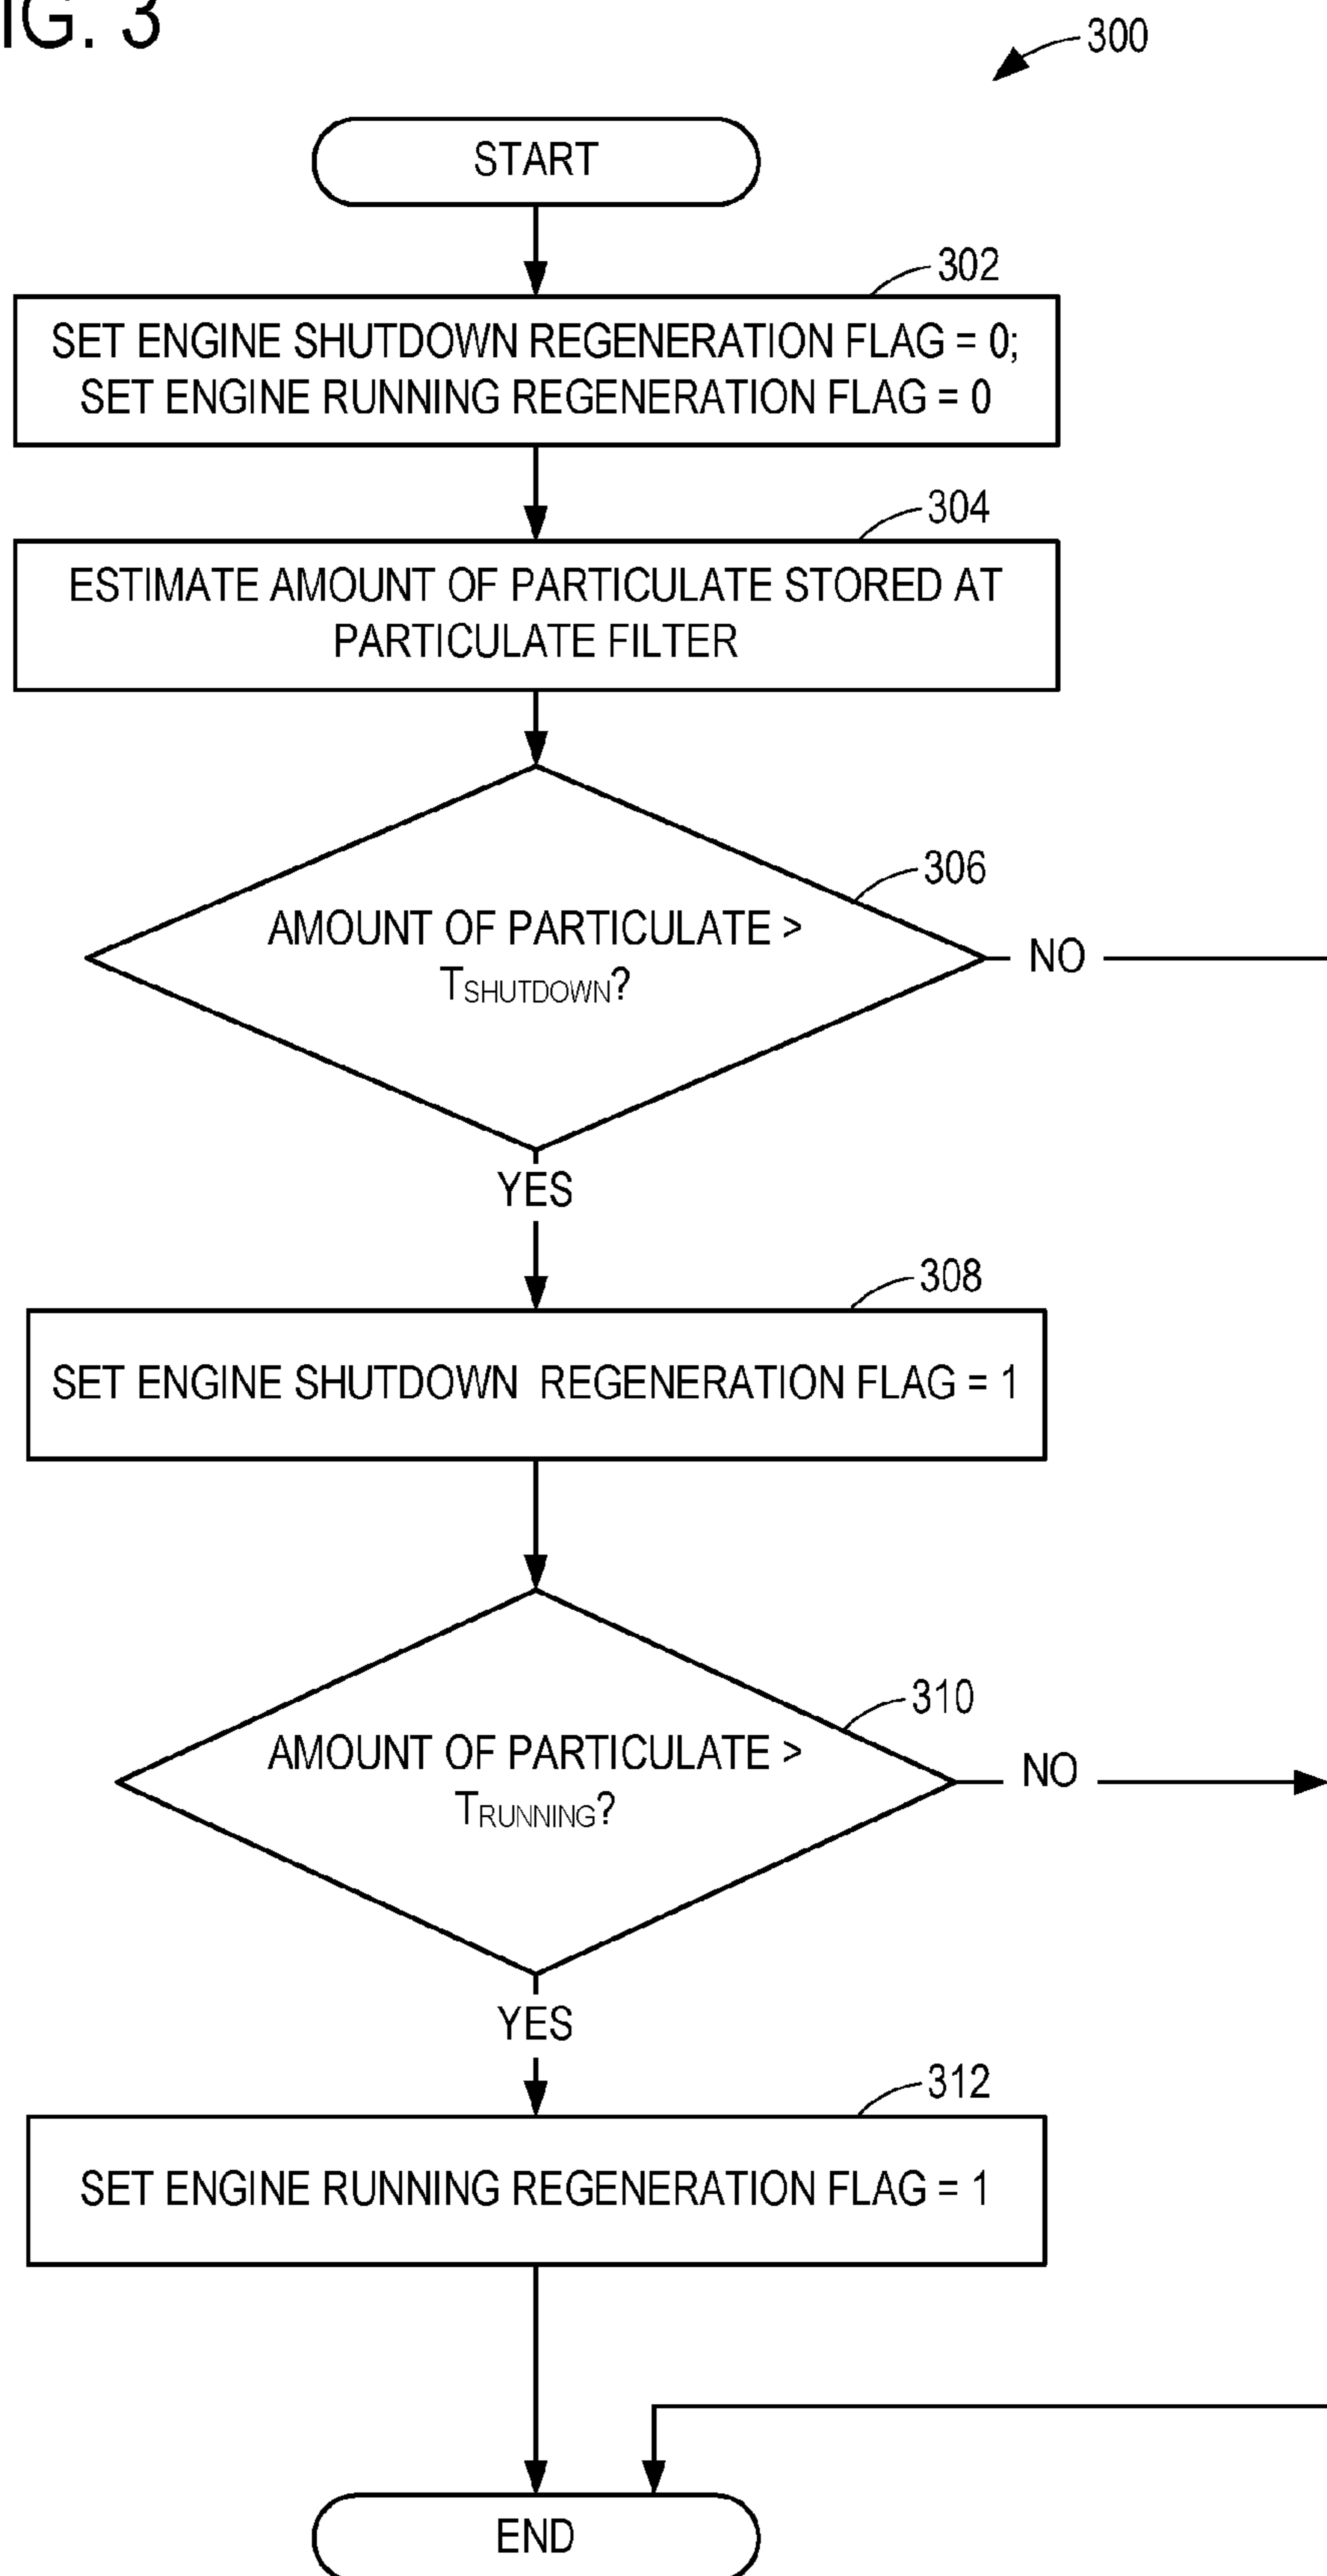 IG. 3
300
START
302
SET ENGINE SHUTDOWN REGENERATION FLAG = 0;
SET ENGINE RUNNING REGENERATION FLAG = 0
304
ESTIMATE AMOUNT OF PARTICULATE STORED AT
PARTICULATE FILTER
306
AMOUNT OF PARTICULATE >
TSHUTDOWN?
NO
YES
308
SET ENGINE SHUTDOWN REGENERATION FLAG = 1
310
AMOUNT OF PARTICULATE >
TRUNNING?
NO
YES
312
SET ENGINE RUNNING REGENERATION FLAG = 1
END